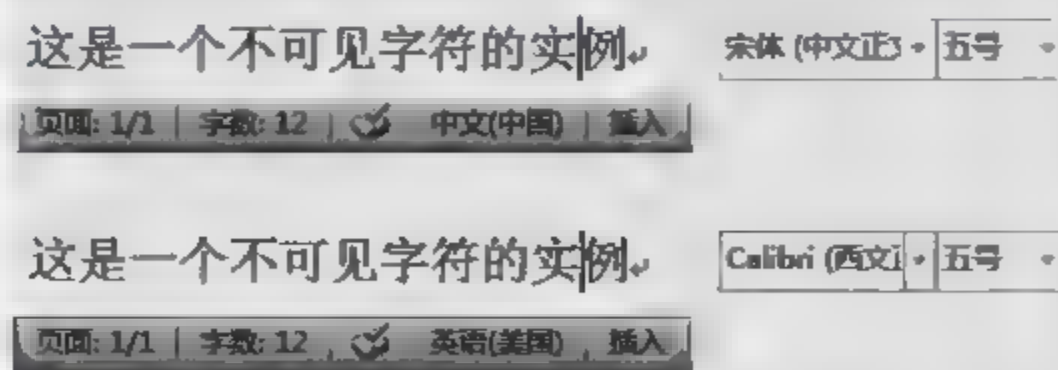 这是一个不可见字符的实例↵ 宋体 (中文正文 五号
页面: 1/1 字数: 12 中文(中国) 插入
这是一个不可见字符的实例↵ Calibri (西文正 五号
页面: 1/1 字数: 12 英语(美国) 插入